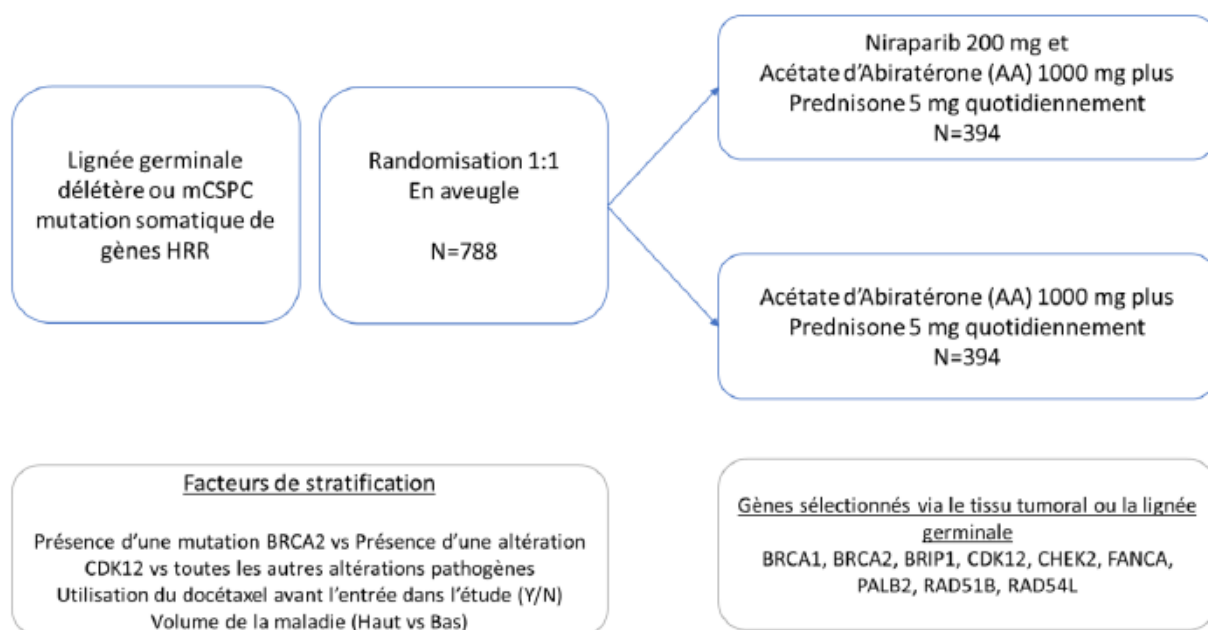 Lignée germinale
délétère ou mCSPC
mutation somatique de
gènes HRR
Randomisation 1:1
En aveugle
N=788
Niraparib 200 mg et
Acétate d'Abiratérone (AA) 1000 mg plus
Prednisone 5 mg quotidiennement
N=394
Acétate d'Abiratérone (AA) 1000 mg plus
Prednisone 5 mg quotidiennement
N=394
Facteurs de stratification
Présence d'une mutation BRCA2 vs Présence d'une altération
CDK12 vs toutes les autres altérations pathogènes
Utilisation du docétaxel avant l'entrée dans l'étude (Y/N)
Volume de la maladie (Haut vs Bas)
Gènes sélectionnés via le tissu tumoral ou la lignée
germinale
BRCA1, BRCA2, BRIP1, CDK12, CHEK2, FANCA,
PALB2, RAD51B, RAD54L